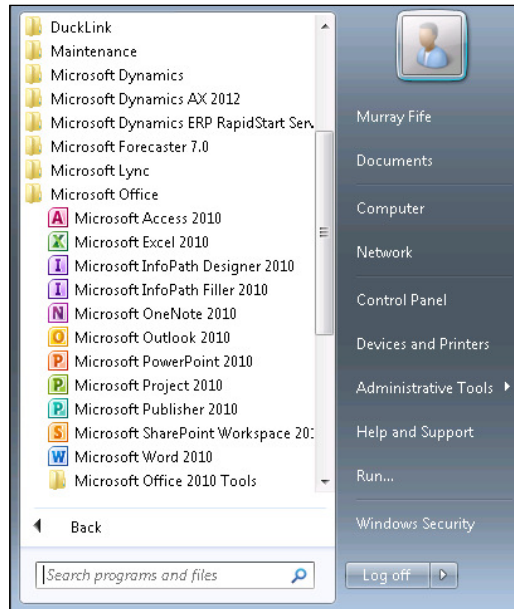 DuckLink
Maintenance
Microsoft Dynamics
Microsoft Dynamics AX 2012
Microsoft Dynamics ERP RapidStart Serv
Microsoft Forecaster 7.0
Microsoft Lync
Microsoft Office
Microsoft Access 2010
Microsoft Excel 2010
Microsoft InfoPath Designer 2010
Microsoft InfoPath Filler 2010
Microsoft OneNote 2010
Microsoft Outlook 2010
Microsoft PowerPoint 2010
Microsoft Project 2010
Microsoft Publisher 2010
Microsoft SharePoint Workspace 201
Microsoft Word 2010
Microsoft Office 2010 Tools
Back
Search programs and files
Murray Fife
Documents
Computer
Network
Control Panel
Devices and Printers
Administrative Tools
Help and Support
Run...
Windows Security
Log off